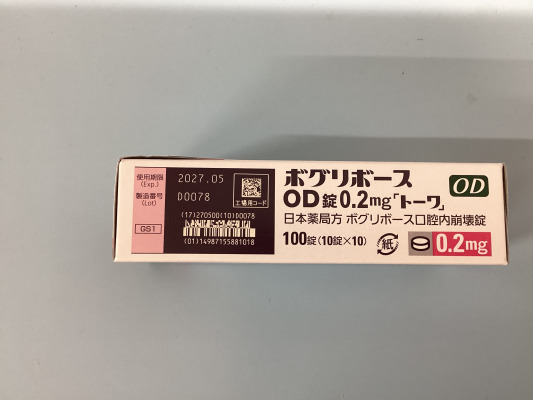 使用期限
(Exp.)
2027.05
製造番号
(Lot)
D0078
GS1
工場用コード
(17)270500(10)D0078
(01)14987155881018
ボグリボース
OD錠0.2mg「トーワ」
OD
日本薬局方 ボグリボース口腔内崩壊錠
100錠(10錠×10)
紙
0.2mg